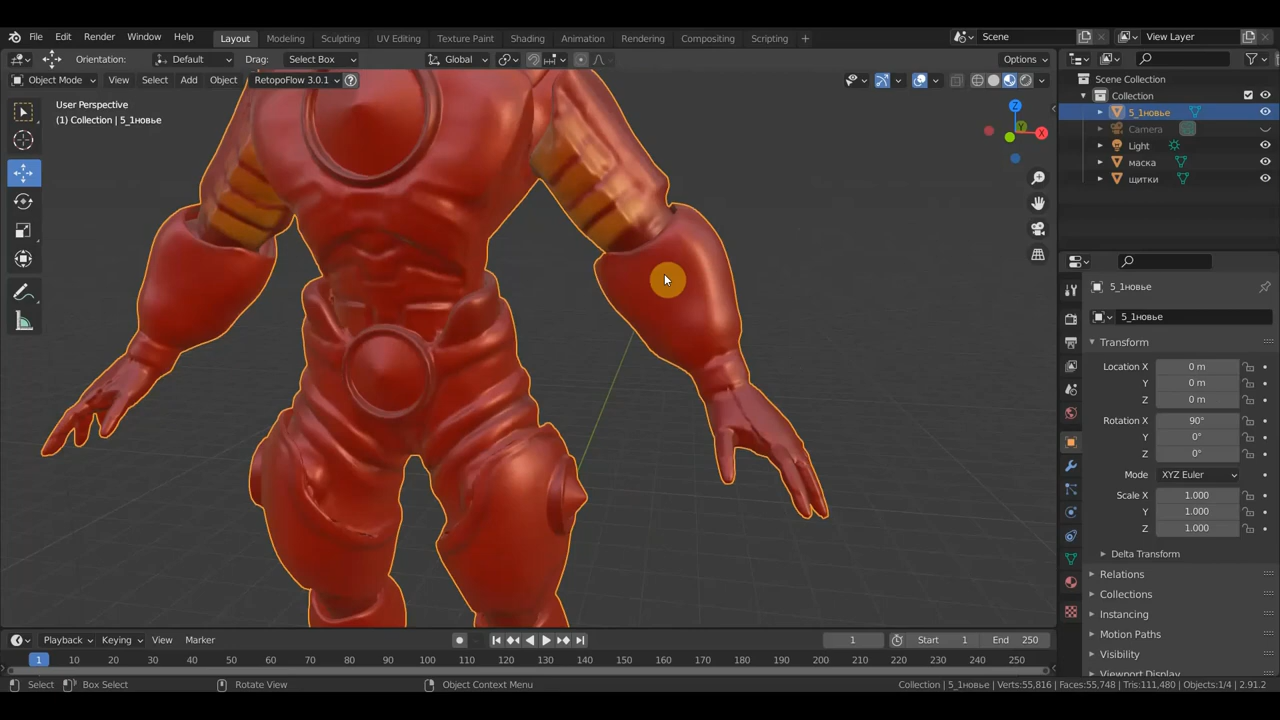 File Edit Render Window Help Layout Modeling Sculpting UV Editing Texture Paint Shading Animation Rendering Compositing Scripting + Scene View Layer
Orientation: Default Drag: Select Box Global Options
Object Mode View Select Add Object RetopoFlow 3.0.1 ?
User Perspective
(1) Collection | 5_1новье
X
Y
Z
Scene Collection
Collection
5_1новье
Camera
Light
маска
щитки
5_1новье
5_1новье
Transform
Location X 0 m
Y 0 m
Z 0 m
Rotation X 90°
Y 0°
Z 0°
Mode XYZ Euler
Scale X 1.000
Y 1.000
Z 1.000
Delta Transform
Relations
Collections
Instancing
Motion Paths
Visibility
Viewport Display
Playback Keying View Marker 1 Start 1 End 250
1 10 20 30 40 50 60 70 80 90 100 110 120 130 140 150 160 170 180 190 200 210 220 230 240 250
Select Box Select Rotate View Object Context Menu Collection | 5_1новье | Verts:55,816 | Faces:55,748 | Tris:111,480 | Objects:1/4 | 2.91.2